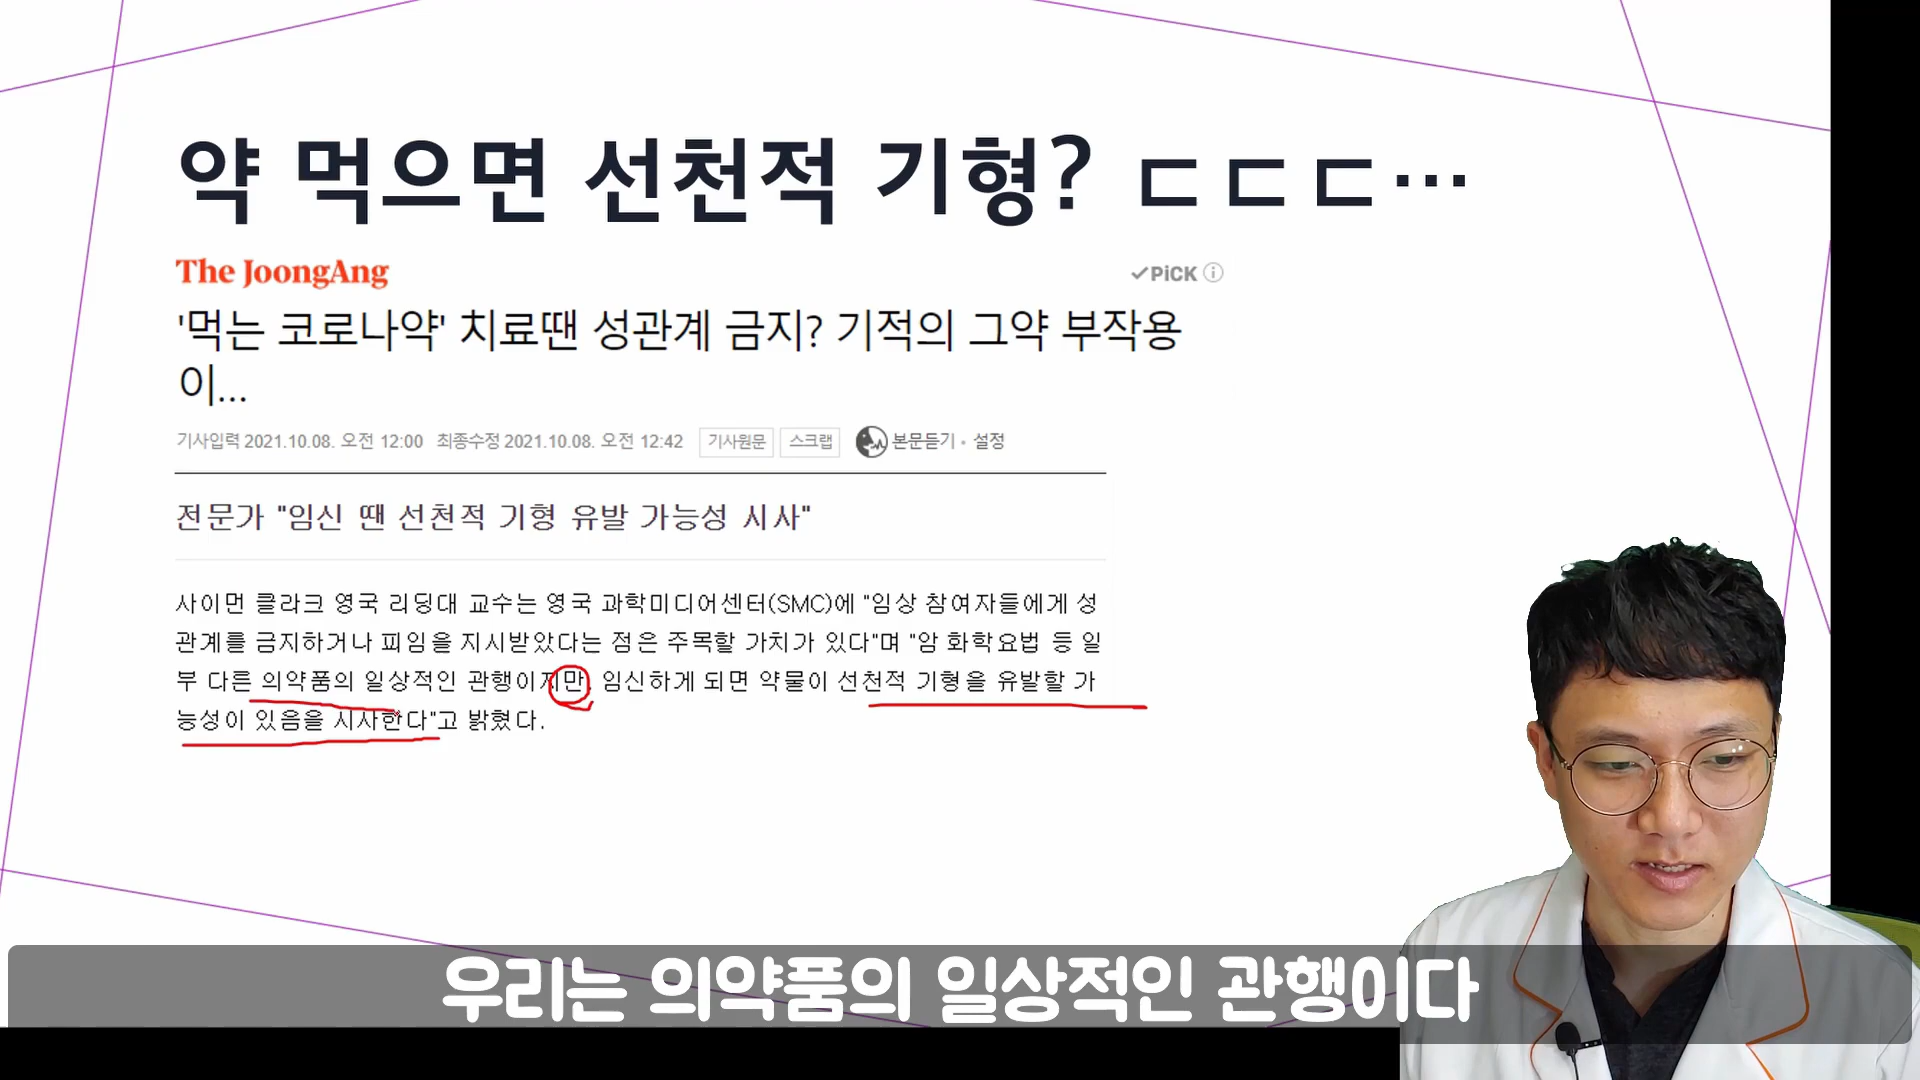 약 먹으면 선천적 기형? ㄷㄷㄷ…
The JoongAng
PiCK
'먹는 코로나약' 치료땐 성관계 금지? 기적의 그약 부작용
이...
기사입력 2021.10.08. 오전 12:00 최종수정 2021.10.08. 오전 12:42 기사원문 스크랩 본문듣기 · 설정
전문가 "임신 땐 선천적 기형 유발 가능성 시사"
사이먼 클라크 영국 리딩대 교수는 영국 과학미디어센터(SMC)에 "임상 참여자들에게 성
관계를 금지하거나 피임을 지시받았다는 점은 주목할 가치가 있다"며 "암 화학요법 등 일
부 다른 의약품의 일상적인 관행이지만, 임신하게 되면 약물이 선천적 기형을 유발할 가
능성이 있음을 시사한다"고 밝혔다.
우리는 의약품의 일상적인 관행이다